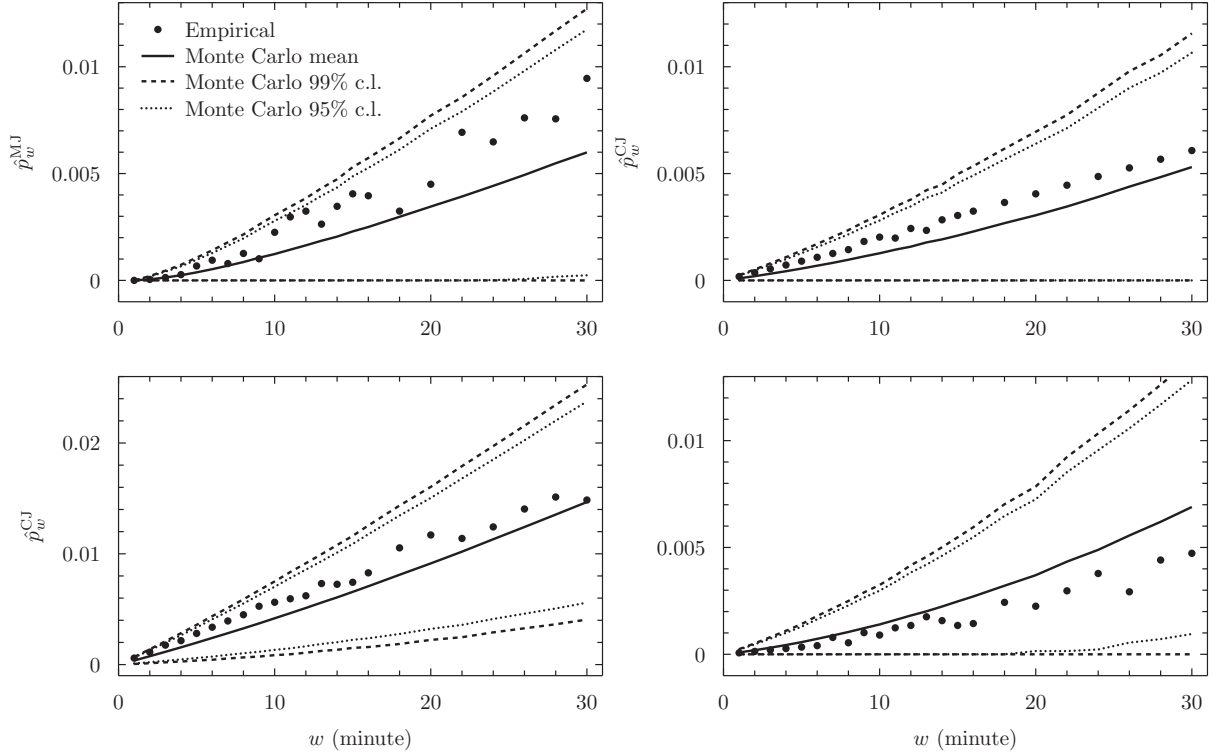 Empirical
Monte Carlo mean
Monte Carlo 99% c.l.
Monte Carlo 95% c.l.
0.01
0.005
0
p̂_w^MJ
0 10 20 30
0.01
0.005
0
p̂_w^CJ
0 10 20 30
0.02
0.01
0
p̂_w^CJ
0 10 20 30
w (minute)
0.01
0.005
0
0 10 20 30
w (minute)